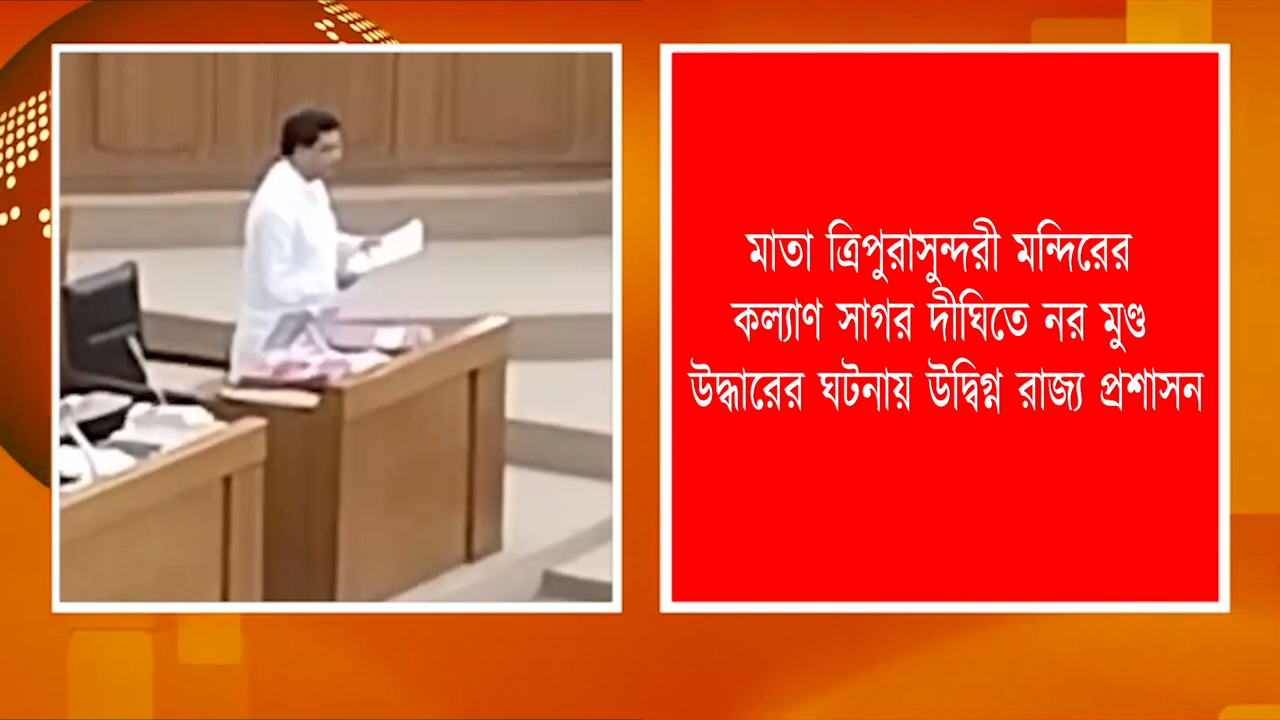 মাতা ত্রিপুরাসুন্দরী মন্দিরের
কল্যাণ সাগর দীঘিতে নর মুণ্ড
উদ্ধারের ঘটনায় উদ্বিগ্ন রাজ্য প্রশাসন